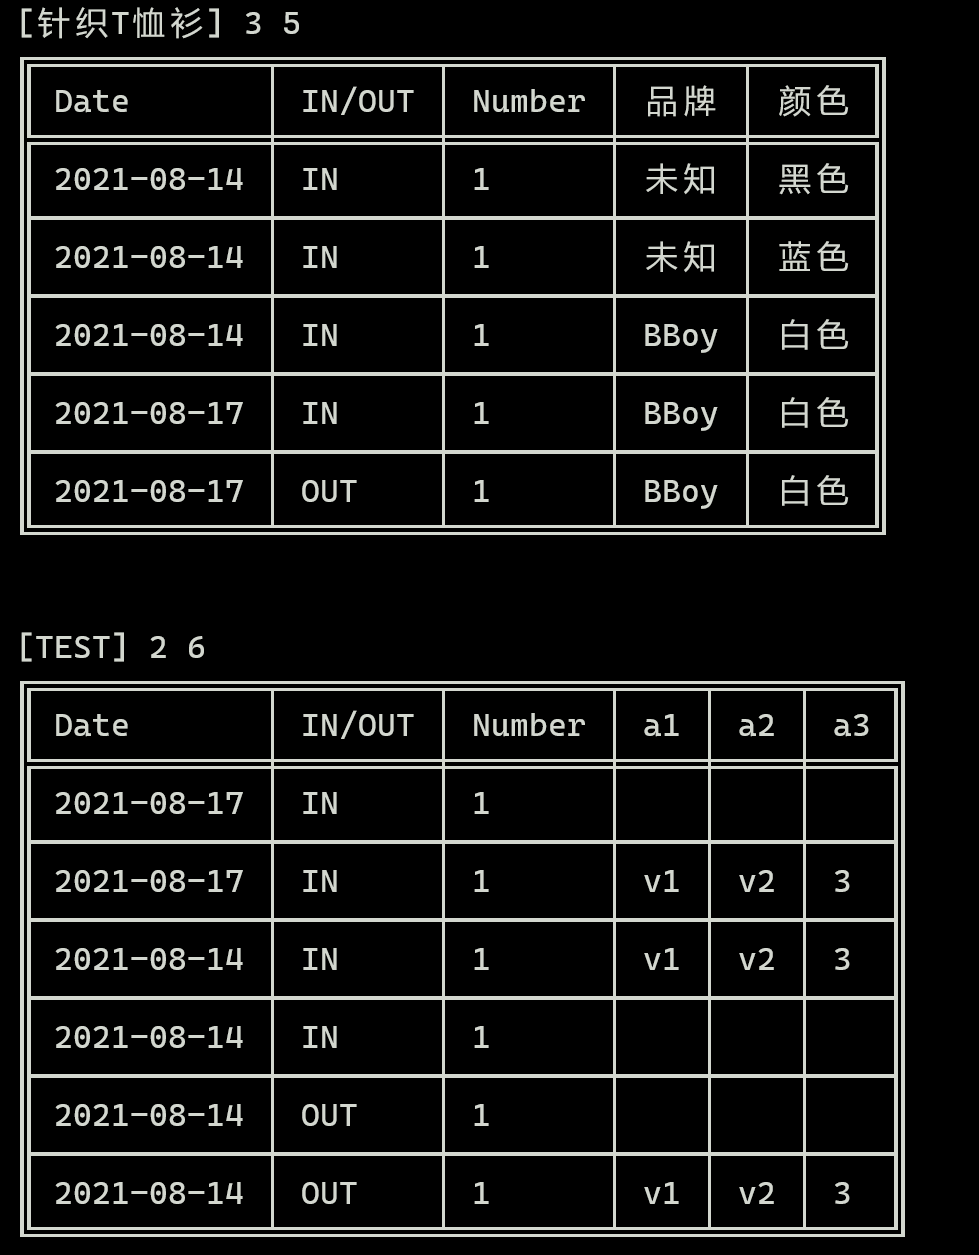 [针织T恤衫] 3 5
Date IN/OUT Number 品牌 颜色
2021-08-14 IN 1 未知 黑色
2021-08-14 IN 1 未知 蓝色
2021-08-14 IN 1 BBoy 白色
2021-08-17 IN 1 BBoy 白色
2021-08-17 OUT 1 BBoy 白色
[TEST] 2 6
Date IN/OUT Number a1 a2 a3
2021-08-17 IN 1
2021-08-17 IN 1 v1 v2 3
2021-08-14 IN 1 v1 v2 3
2021-08-14 IN 1
2021-08-14 OUT 1
2021-08-14 OUT 1 v1 v2 3